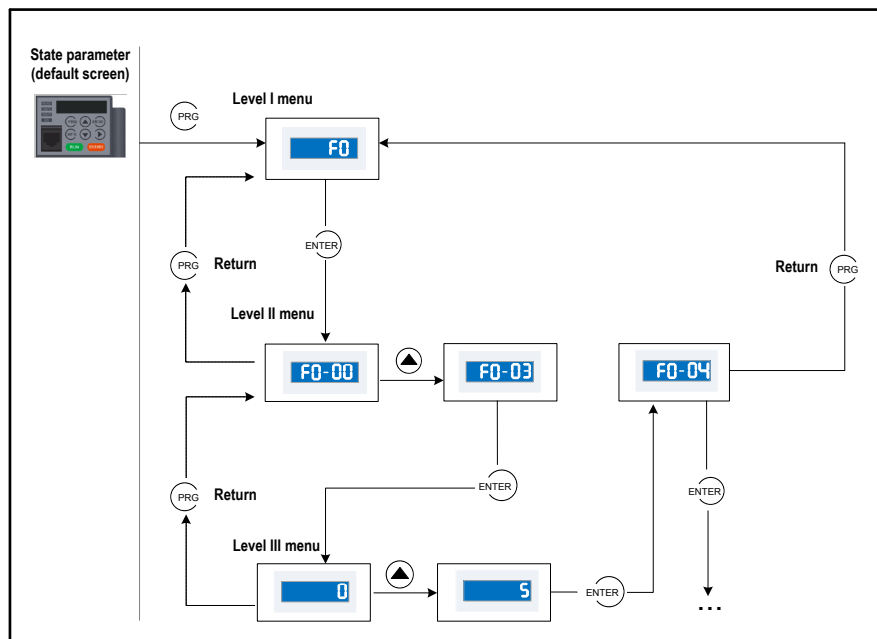 State parameter
(default screen)
PRG
Level I menu
F0
ENTER
PRG
Return
Return
PRG
Level II menu
F0-00
F0-03
F0-04
PRG
Return
ENTER
ENTER
Level III menu
0
5
ENTER
...